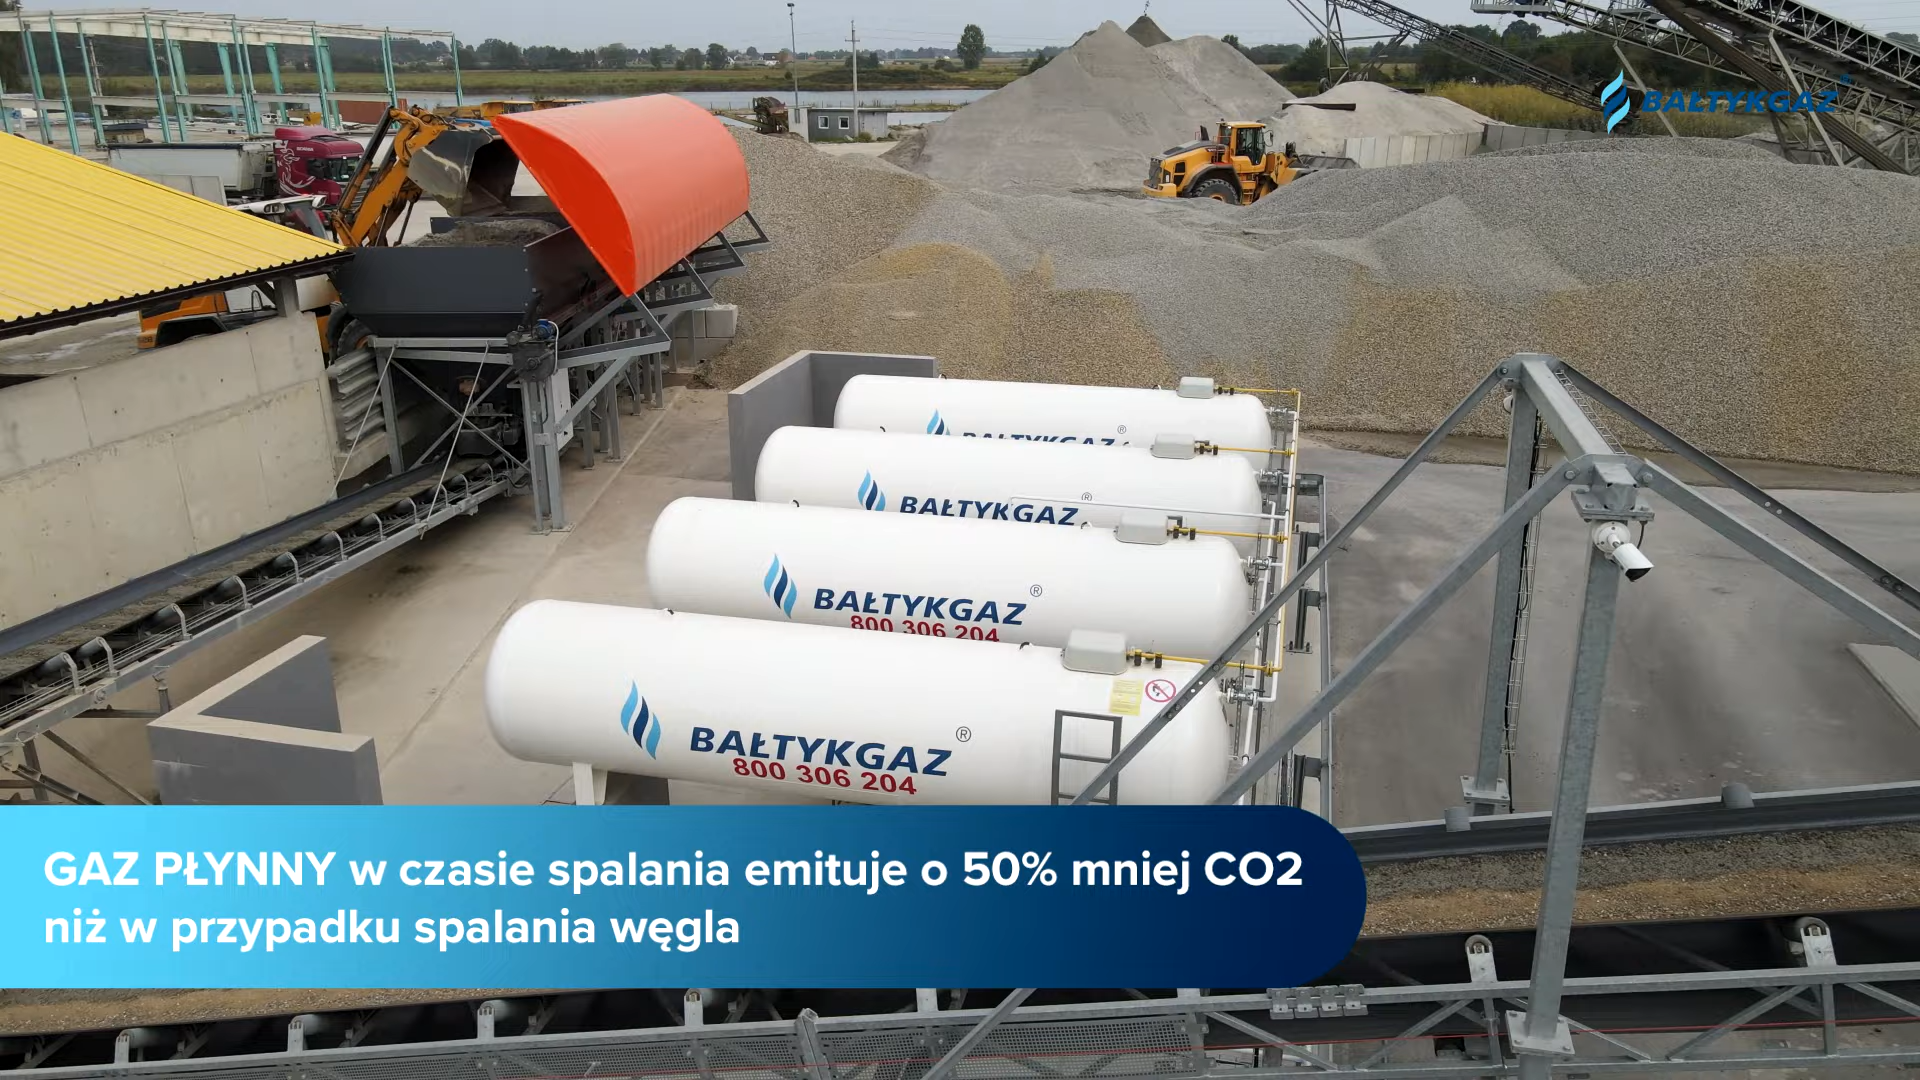 BAŁTYKGAZ
BAŁTYKGAZ ®
BAŁTYKGAZ ®
BAŁTYKGAZ ®
800 306 204
BAŁTYKGAZ ®
800 306 204
GAZ PŁYNNY w czasie spalania emituje o 50% mniej CO2
niż w przypadku spalania węgla